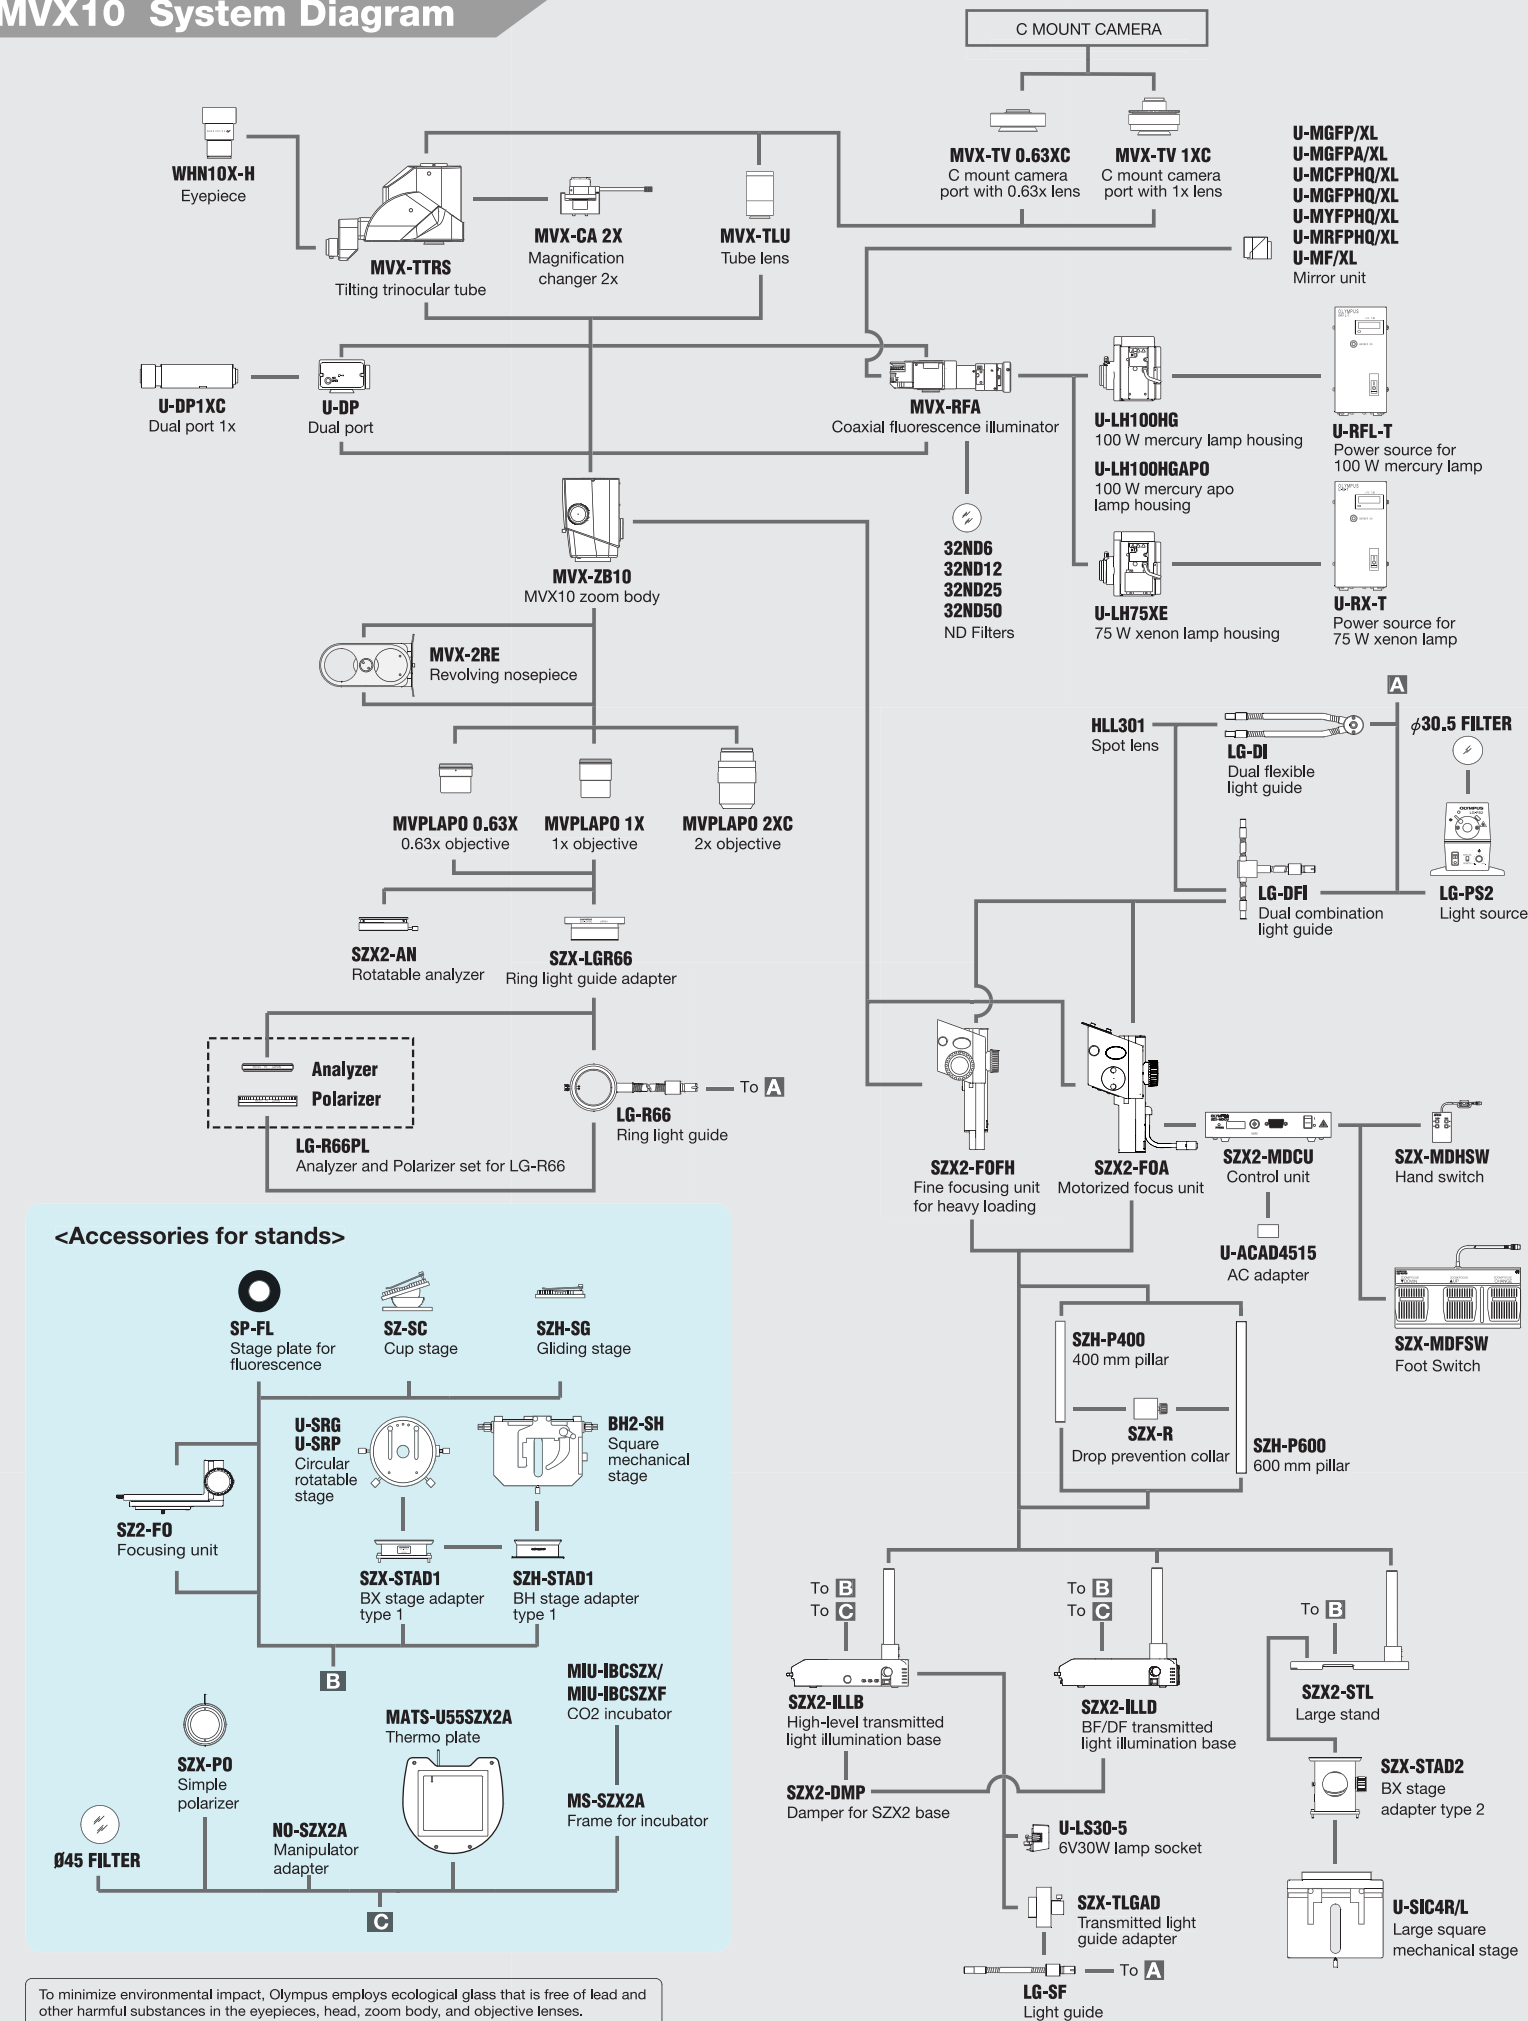 MVX10 System Diagram
C MOUNT CAMERA
WHN10X-H
Eyepiece
MVX-TTRS
Tilting trinocular tube
MVX-CA 2X
Magnification
changer 2x
MVX-TLU
Tube lens
MVX-TV 0.63XC
C mount camera
port with 0.63x lens
MVX-TV 1XC
C mount camera
port with 1x lens
U-MGFP/XL
U-MGFPA/XL
U-MCFPHQ/XL
U-MGFPHQ/XL
U-MYFPHQ/XL
U-MRFPHQ/XL
U-MF/XL
Mirror unit
U-DP1XC
Dual port 1x
U-DP
Dual port
MVX-RFA
Coaxial fluorescence illuminator
U-LH100HG
100 W mercury lamp housing
U-LH100HGAPO
100 W mercury apo
lamp housing
OLYMPUS
U-RFL-T
Power source for
100 W mercury lamp
MVX-ZB10
MVX10 zoom body
32ND6
32ND12
32ND25
32ND50
ND Filters
U-LH75XE
75 W xenon lamp housing
OLYMPUS
U-RX-T
Power source for
75 W xenon lamp
MVX-2RE
Revolving nosepiece
A
HLL301
Spot lens
LG-DI
Dual flexible
light guide
φ30.5 FILTER
MVPLAPO 0.63X
0.63x objective
MVPLAPO 1X
1x objective
MVPLAPO 2XC
2x objective
OLYMPUS
LG-DFI
Dual combination
light guide
LG-PS2
Light source
SZX2-AN
Rotatable analyzer
SZX-LGR66
Ring light guide adapter
Analyzer
Polarizer
LG-R66PL
Analyzer and Polarizer set for LG-R66
To A
LG-R66
Ring light guide
SZX2-FOFH
Fine focusing unit
for heavy loading
SZX2-FOA
Motorized focus unit
SZX2-MDCU
Control unit
SZX-MDHSW
Hand switch
U-ACAD4515
AC adapter
SZX-MDFSW
Foot Switch
SZH-P400
400 mm pillar
SZX-R
Drop prevention collar
SZH-P600
600 mm pillar
<Accessories for stands>
SP-FL
Stage plate for
fluorescence
SZ-SC
Cup stage
SZH-SG
Gliding stage
U-SRG
U-SRP
Circular
rotatable
stage
BH2-SH
Square
mechanical
stage
SZ2-FO
Focusing unit
SZX-STAD1
BX stage adapter
type 1
SZH-STAD1
BH stage adapter
type 1
B
SZX-PO
Simple
polarizer
MATS-U55SZX2A
Thermo plate
MIU-IBCSZX/
MIU-IBCSZXF
CO2 incubator
Ø45 FILTER
NO-SZX2A
Manipulator
adapter
MS-SZX2A
Frame for incubator
C
To B
To C
SZX2-ILLB
High-level transmitted
light illumination base
To B
To C
SZX2-ILLD
BF/DF transmitted
light illumination base
To B
SZX2-STL
Large stand
SZX2-DMP
Damper for SZX2 base
SZX-STAD2
BX stage
adapter type 2
U-LS30-5
6V30W lamp socket
SZX-TLGAD
Transmitted light
guide adapter
U-SIC4R/L
Large square
mechanical stage
To A
LG-SF
Light guide
To minimize environmental impact, Olympus employs ecological glass that is free of lead and
other harmful substances in the eyepieces, head, zoom body, and objective lenses.